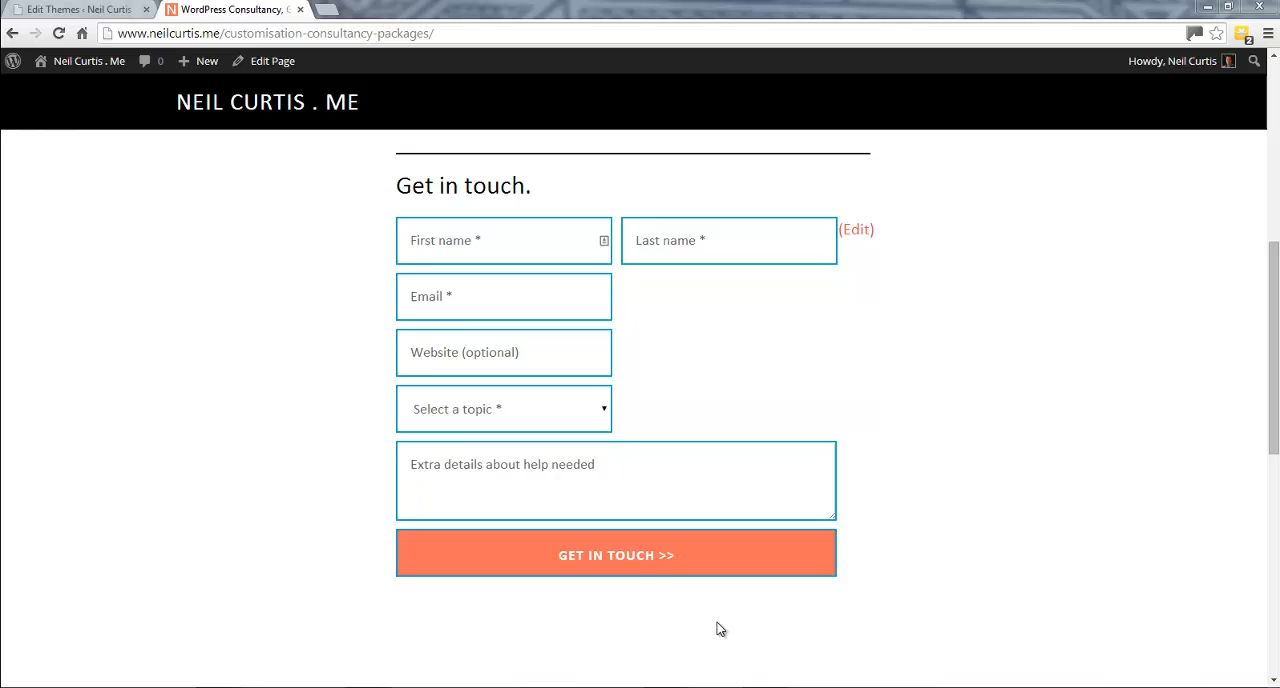 Edit Themes ‹ Neil Curtis
WordPress Consultancy,
www.neilcurtis.me/customisation-consultancy-packages/
2
Neil Curtis . Me 0 New Edit Page Howdy, Neil Curtis
NEIL CURTIS . ME
Get in touch.
First name * Last name * (Edit)
Email *
Website (optional)
Select a topic *
Extra details about help needed
GET IN TOUCH >>